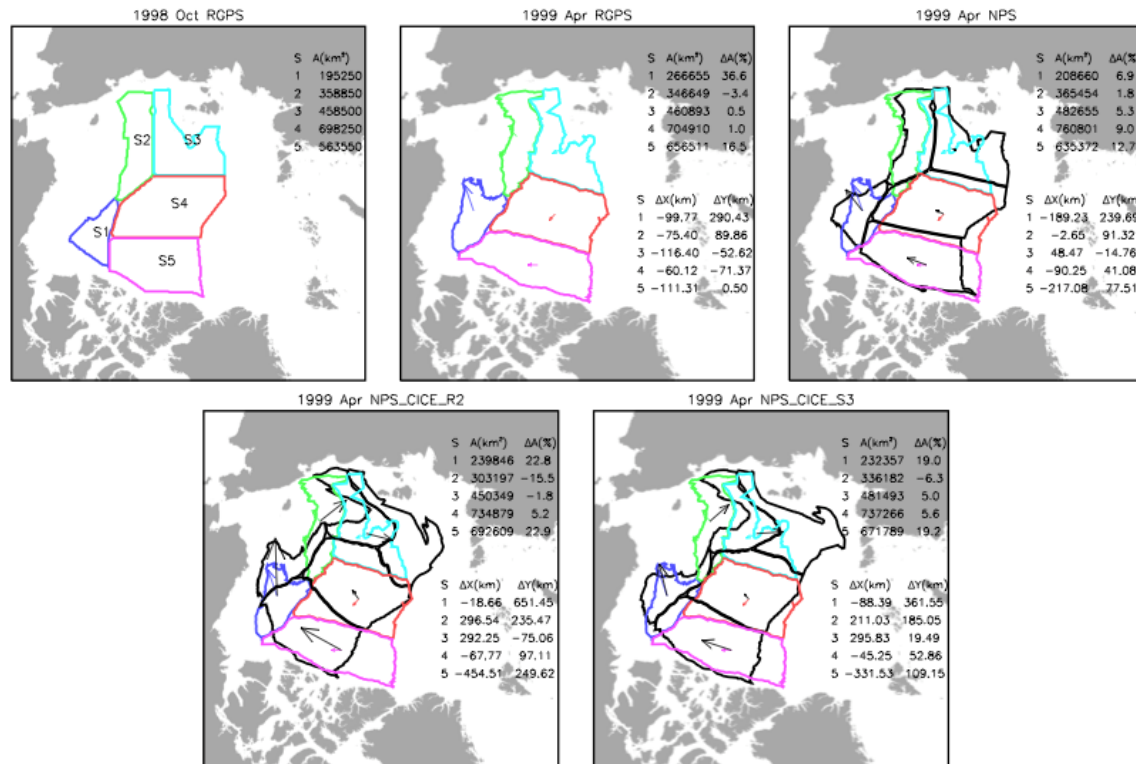 1998 Oct RGPS
S A(km²)
1 195250
2 358850
3 458500
4 698250
5 563550
S2
S3
S4
S1
S5
1999 Apr RGPS
S A(km²) ΔA(%)
1 266655 36.6
2 346649 −3.4
3 460893 0.5
4 704910 1.0
5 656511 16.5
S ΔX(km) ΔY(km)
1 −99.77 290.43
2 −75.40 89.86
3 −116.40 −52.62
4 −60.12 −71.37
5 −111.31 0.50
1999 Apr NPS
S A(km²) ΔA(%)
1 208660 6.9
2 365454 1.8
3 482655 5.3
4 760801 9.0
5 635372 12.7
S ΔX(km) ΔY(km)
1 −189.23 239.69
2 −2.65 91.32
3 48.47 −14.76
4 −90.25 41.08
5 −217.08 77.51
1999 Apr NPS_CICE_R2
S A(km²) ΔA(%)
1 239846 22.8
2 303197 −15.5
3 450349 −1.8
4 734879 5.2
5 692609 22.9
S ΔX(km) ΔY(km)
1 −18.66 651.45
2 296.54 235.47
3 292.25 −75.06
4 −67.77 97.11
5 −454.51 249.62
1999 Apr NPS_CICE_S3
S A(km²) ΔA(%)
1 232357 19.0
2 336182 −6.3
3 481493 5.0
4 737266 5.6
5 671789 19.2
S ΔX(km) ΔY(km)
1 −88.39 361.55
2 211.03 185.05
3 295.83 19.49
4 −45.25 52.86
5 −331.53 109.15